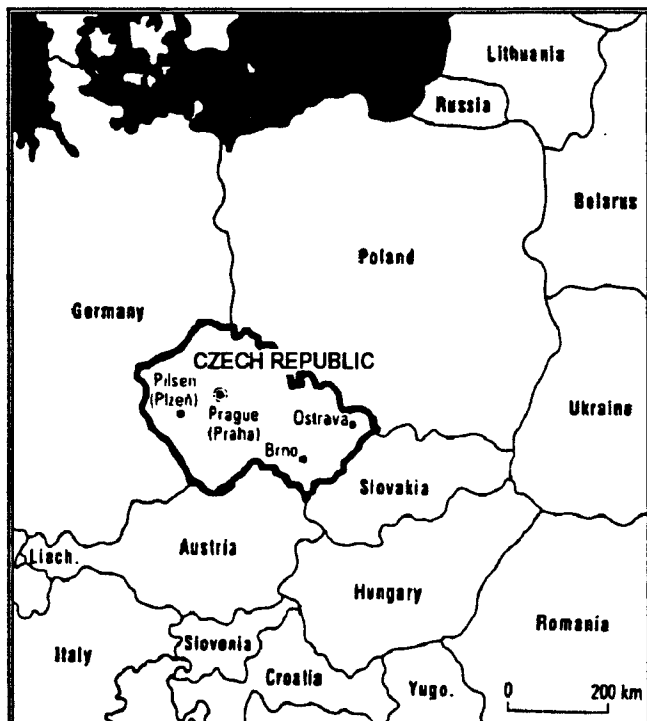 Lithuania
Russia
Belarus
Poland
Germany
CZECH REPUBLIC
Pilsen
(Plzeň)
Prague
(Praha)
Ostrava
Brno
Ukraine
Slovakia
Liach.
Austria
Hungary
Romania
Italy
Slovenia
Croatia
Yugo.
0 200 km